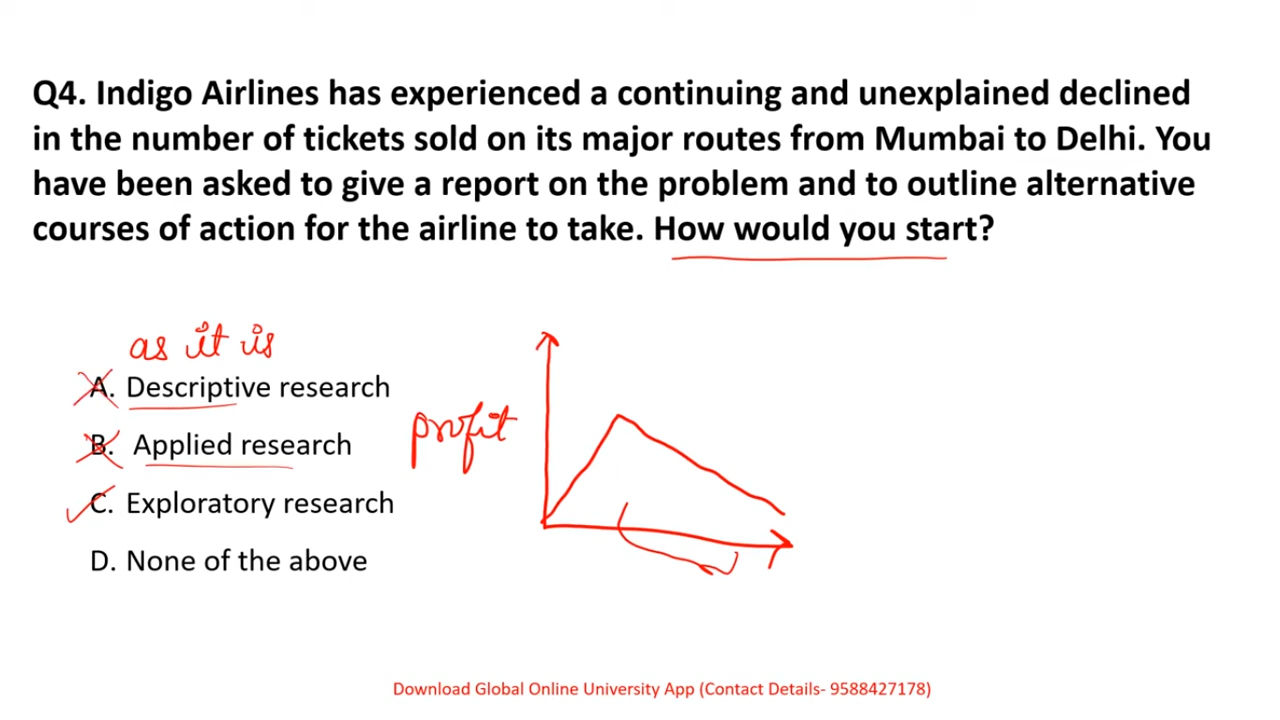 Q4. Indigo Airlines has experienced a continuing and unexplained declined
in the number of tickets sold on its major routes from Mumbai to Delhi. You
have been asked to give a report on the problem and to outline alternative
courses of action for the airline to take. How would you start?
as it is
A. Descriptive research
profit
B. Applied research
C. Exploratory research
D. None of the above
Download Global Online University App (Contact Details- 9588427178)